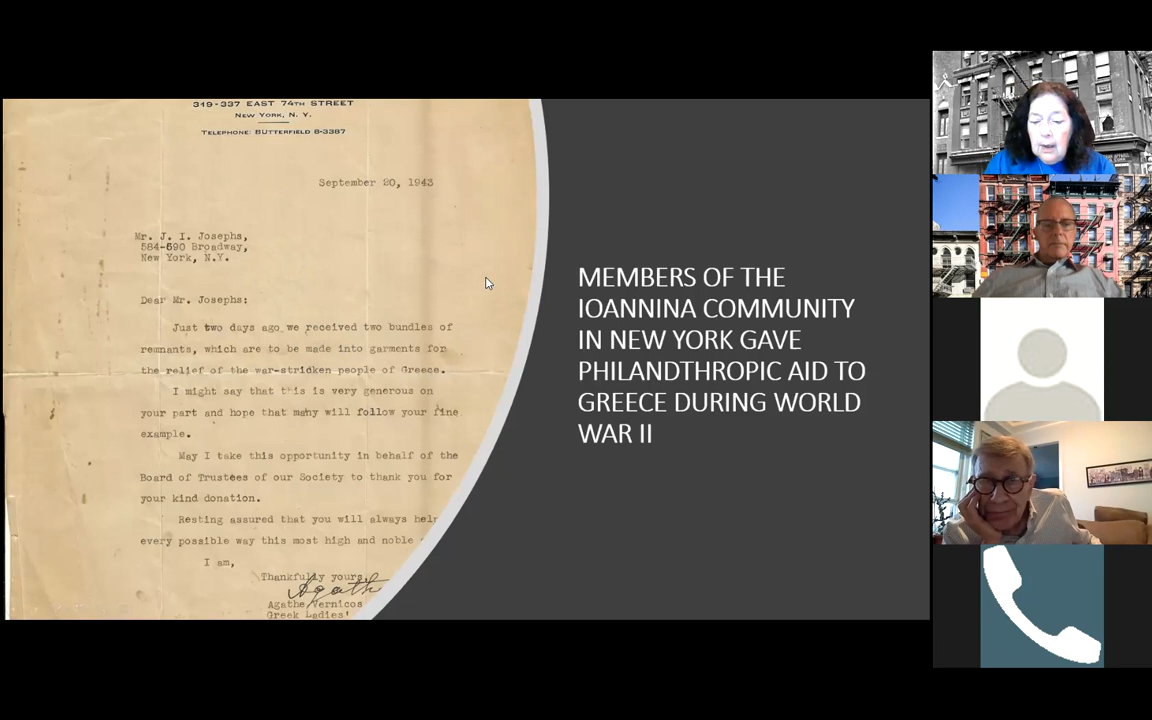 319-337 EAST 74TH STREET
NEW YORK, N. Y.
TELEPHONE: BUTTERFIELD 8-3387
September 20, 1943
Mr. J. I. Josephs,
584-590 Broadway,
New York, N.Y.
Dear Mr. Josephs:
Just two days ago we received two bundles of
remnants, which are to be made into garments for
the relief of the war-striken people of Greece.
I might say that this is very generous on
your part and hope that many will follow your fine
example.
May I take this opportunity in behalf of the
Board of Trustees of our Society to thank you for
your kind donation.
Resting assured that you will always help
every possible way this most high and noble
I am,
Thankfully yours,
Agath
Agathe Vernicos
Greek Ladies'
MEMBERS OF THE
IOANNINA COMMUNITY
IN NEW YORK GAVE
PHILANDTHROPIC AID TO
GREECE DURING WORLD
WAR II